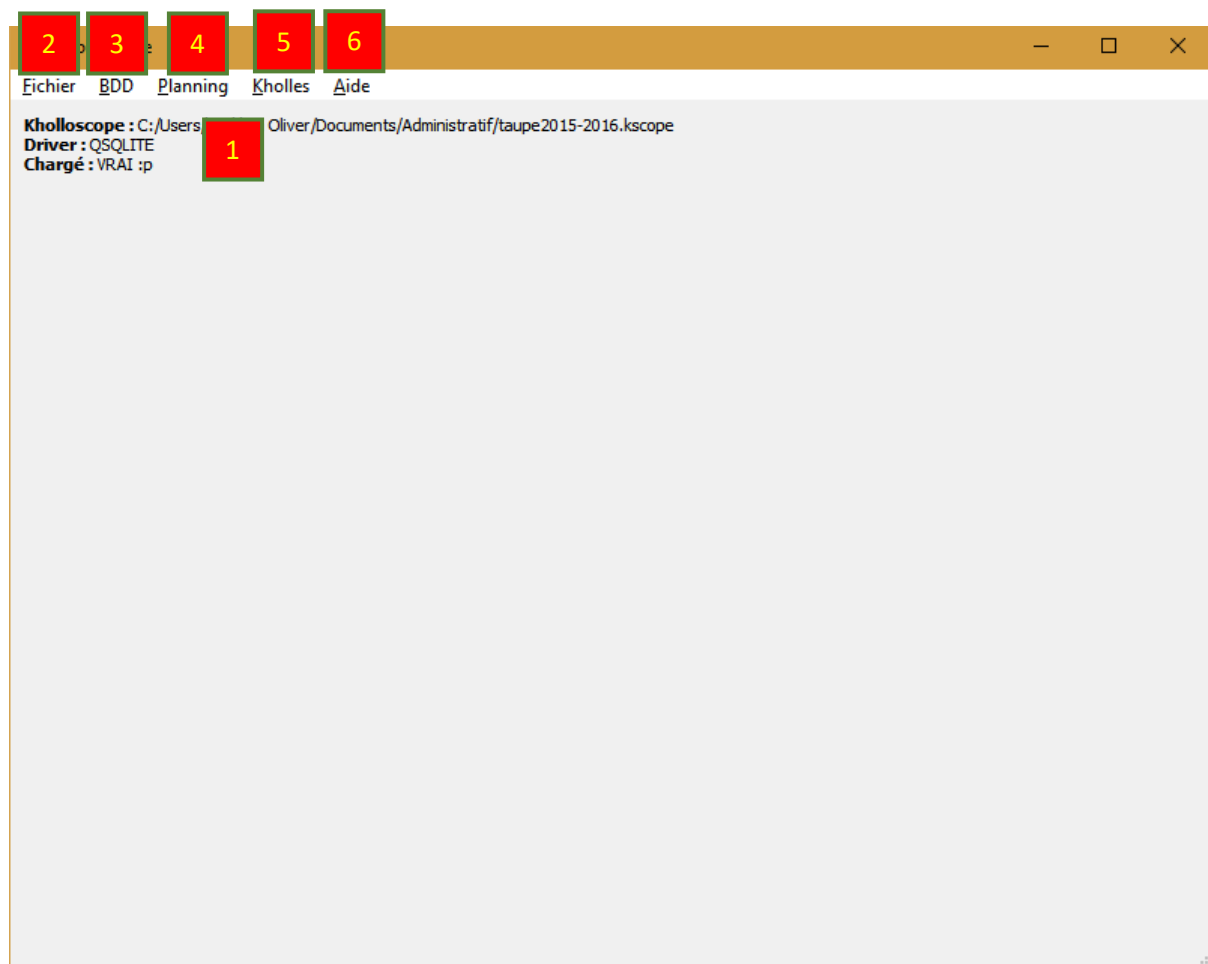 2 3 4 5 6
Fichier BDD Planning Kholles Aide
Kholloscope : C:/Users/ Oliver/Documents/Administratif/taupe2015-2016.kscope
Driver : QSQLITE
1
Chargé : VRAI :p